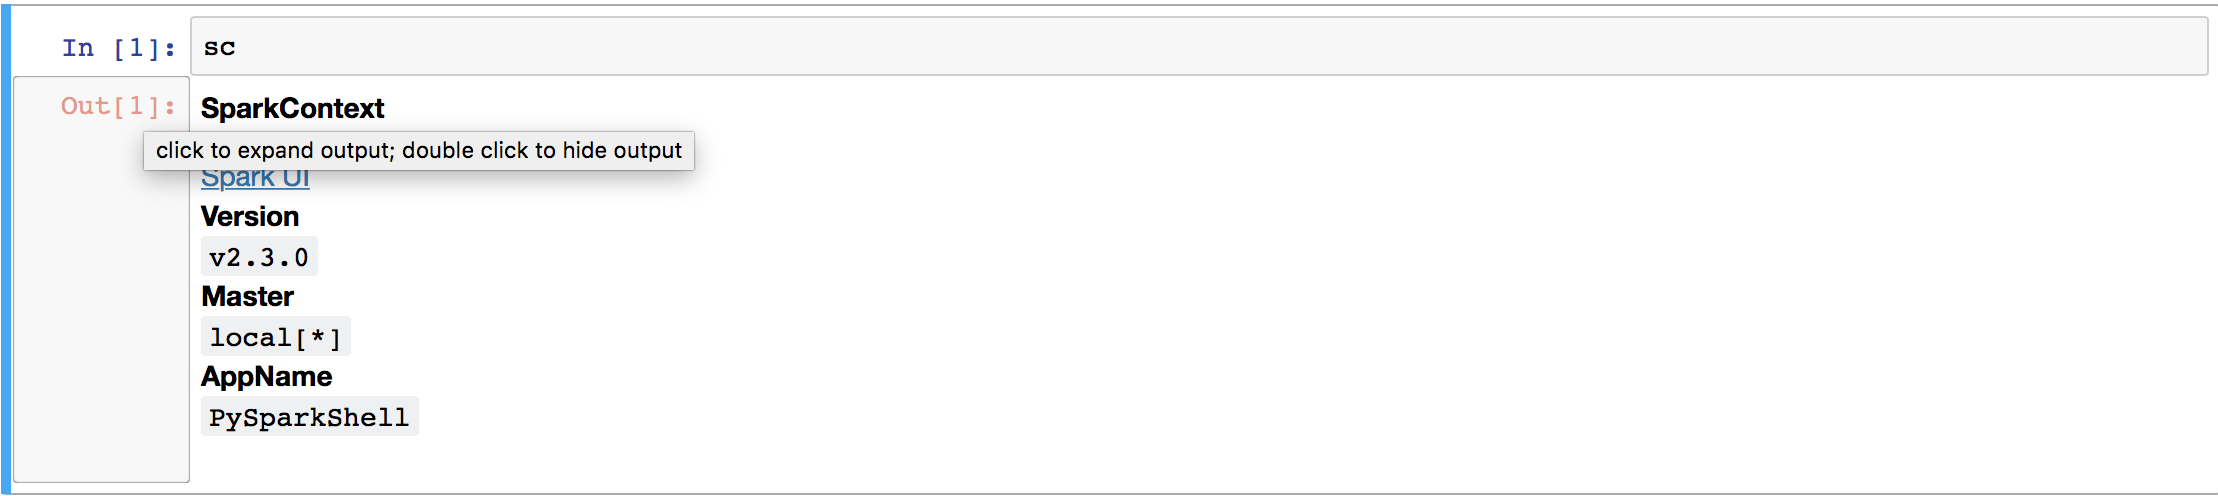 In [1]: sc
Out[1]: SparkContext
click to expand output; double click to hide output
Spark UI
Version
v2.3.0
Master
local[*]
AppName
PySparkShell